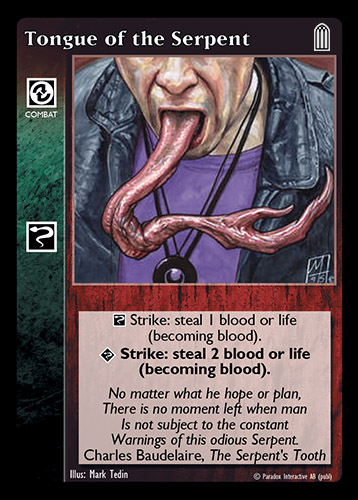 Tongue of the Serpent
COMBAT
Strike: steal 1 blood or life
(becoming blood).
Strike: steal 2 blood or life
(becoming blood).
No matter what he hope or plan,
There is no moment left when man
Is not subject to the constant
Warnings of this odious Serpent.
Charles Baudelaire, The Serpent's Tooth
Illus: Mark Tedin
© Paradox Interactive AB (publ)